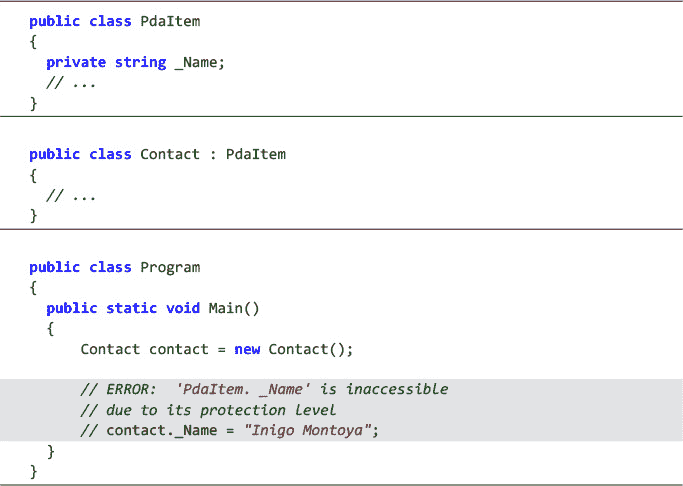 public class PdaItem
{
private string _Name;
// ...
}
public class Contact : PdaItem
{
// ...
}
public class Program
{
public static void Main()
{
Contact contact = new Contact();
// ERROR:  'PdaItem. _Name' is inaccessible
// due to its protection level
// contact._Name = "Inigo Montoya";
}
}